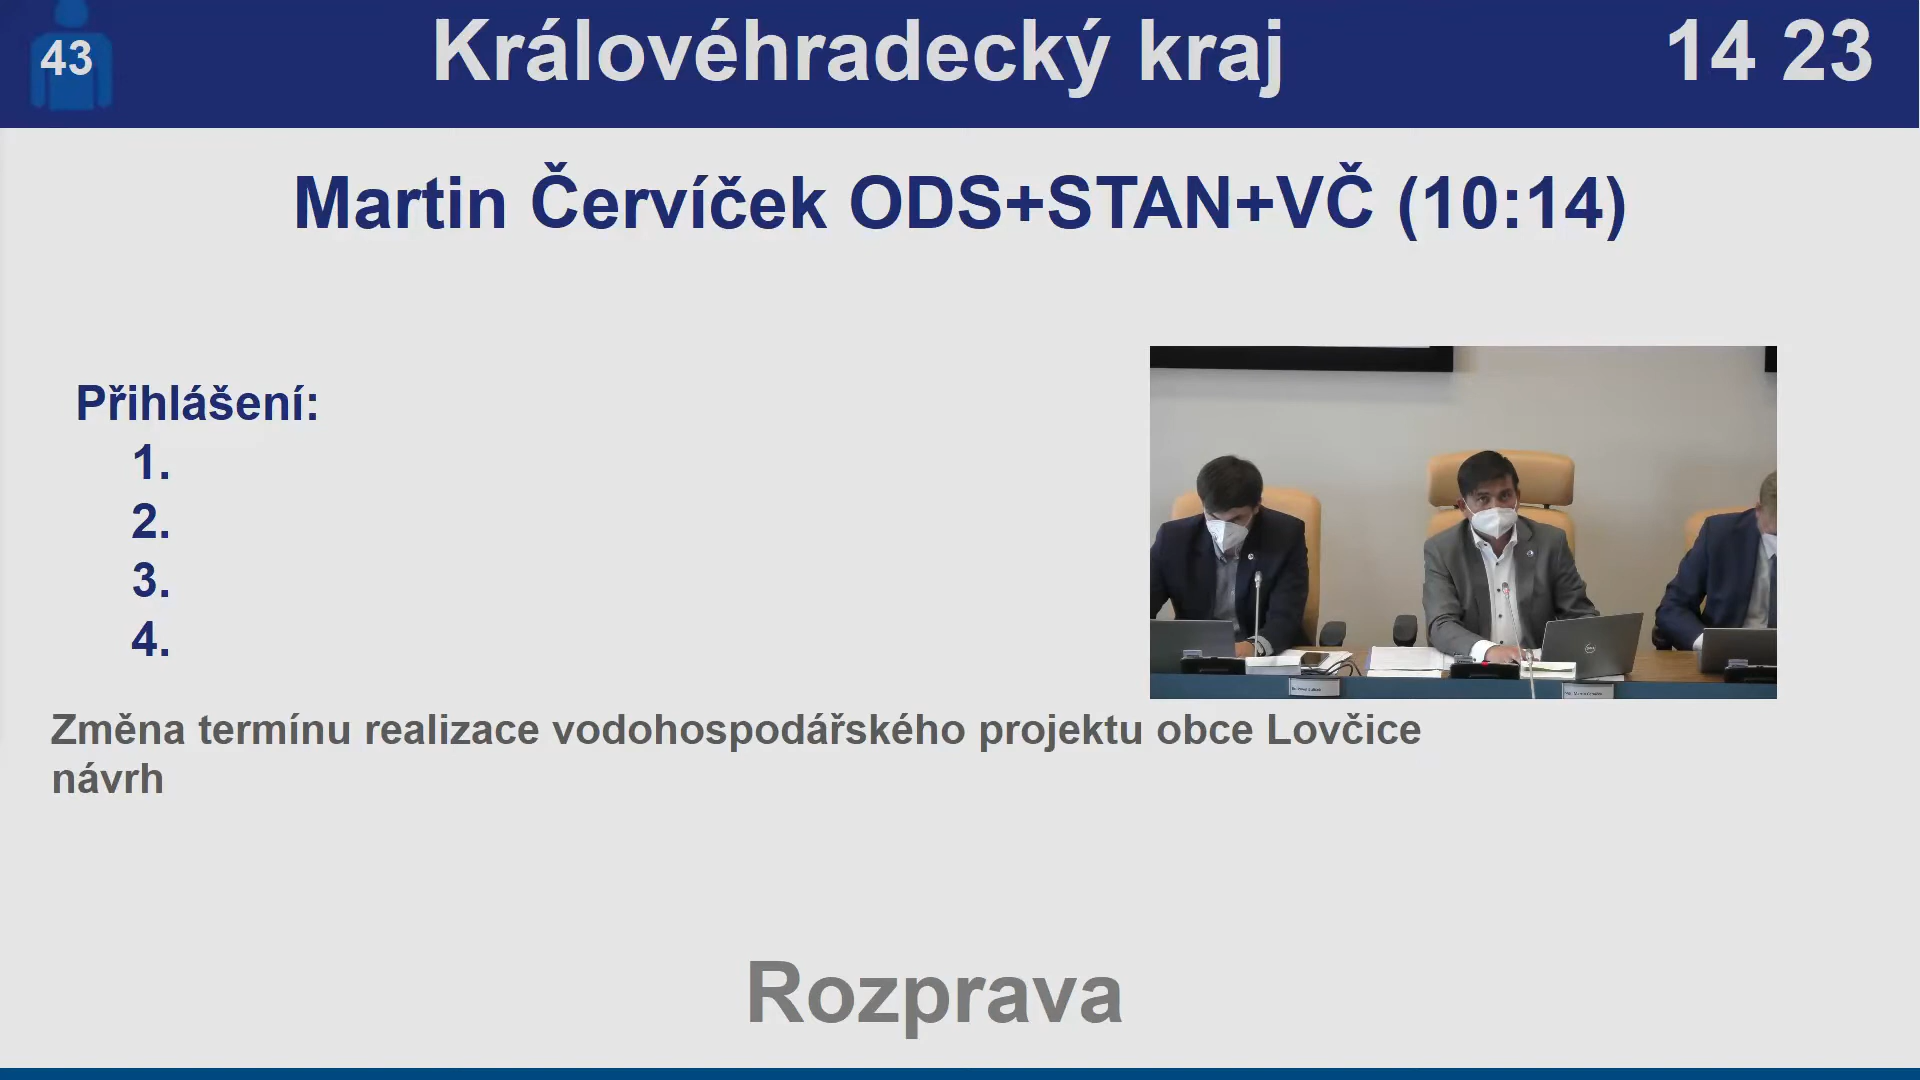 43
Královéhradecký kraj
14 23
Martin Červíček ODS+STAN+VČ (10:14)
Přihlášení:
1.
2.
3.
4.
Změna termínu realizace vodohospodářského projektu obce Lovčice
návrh
Rozprava